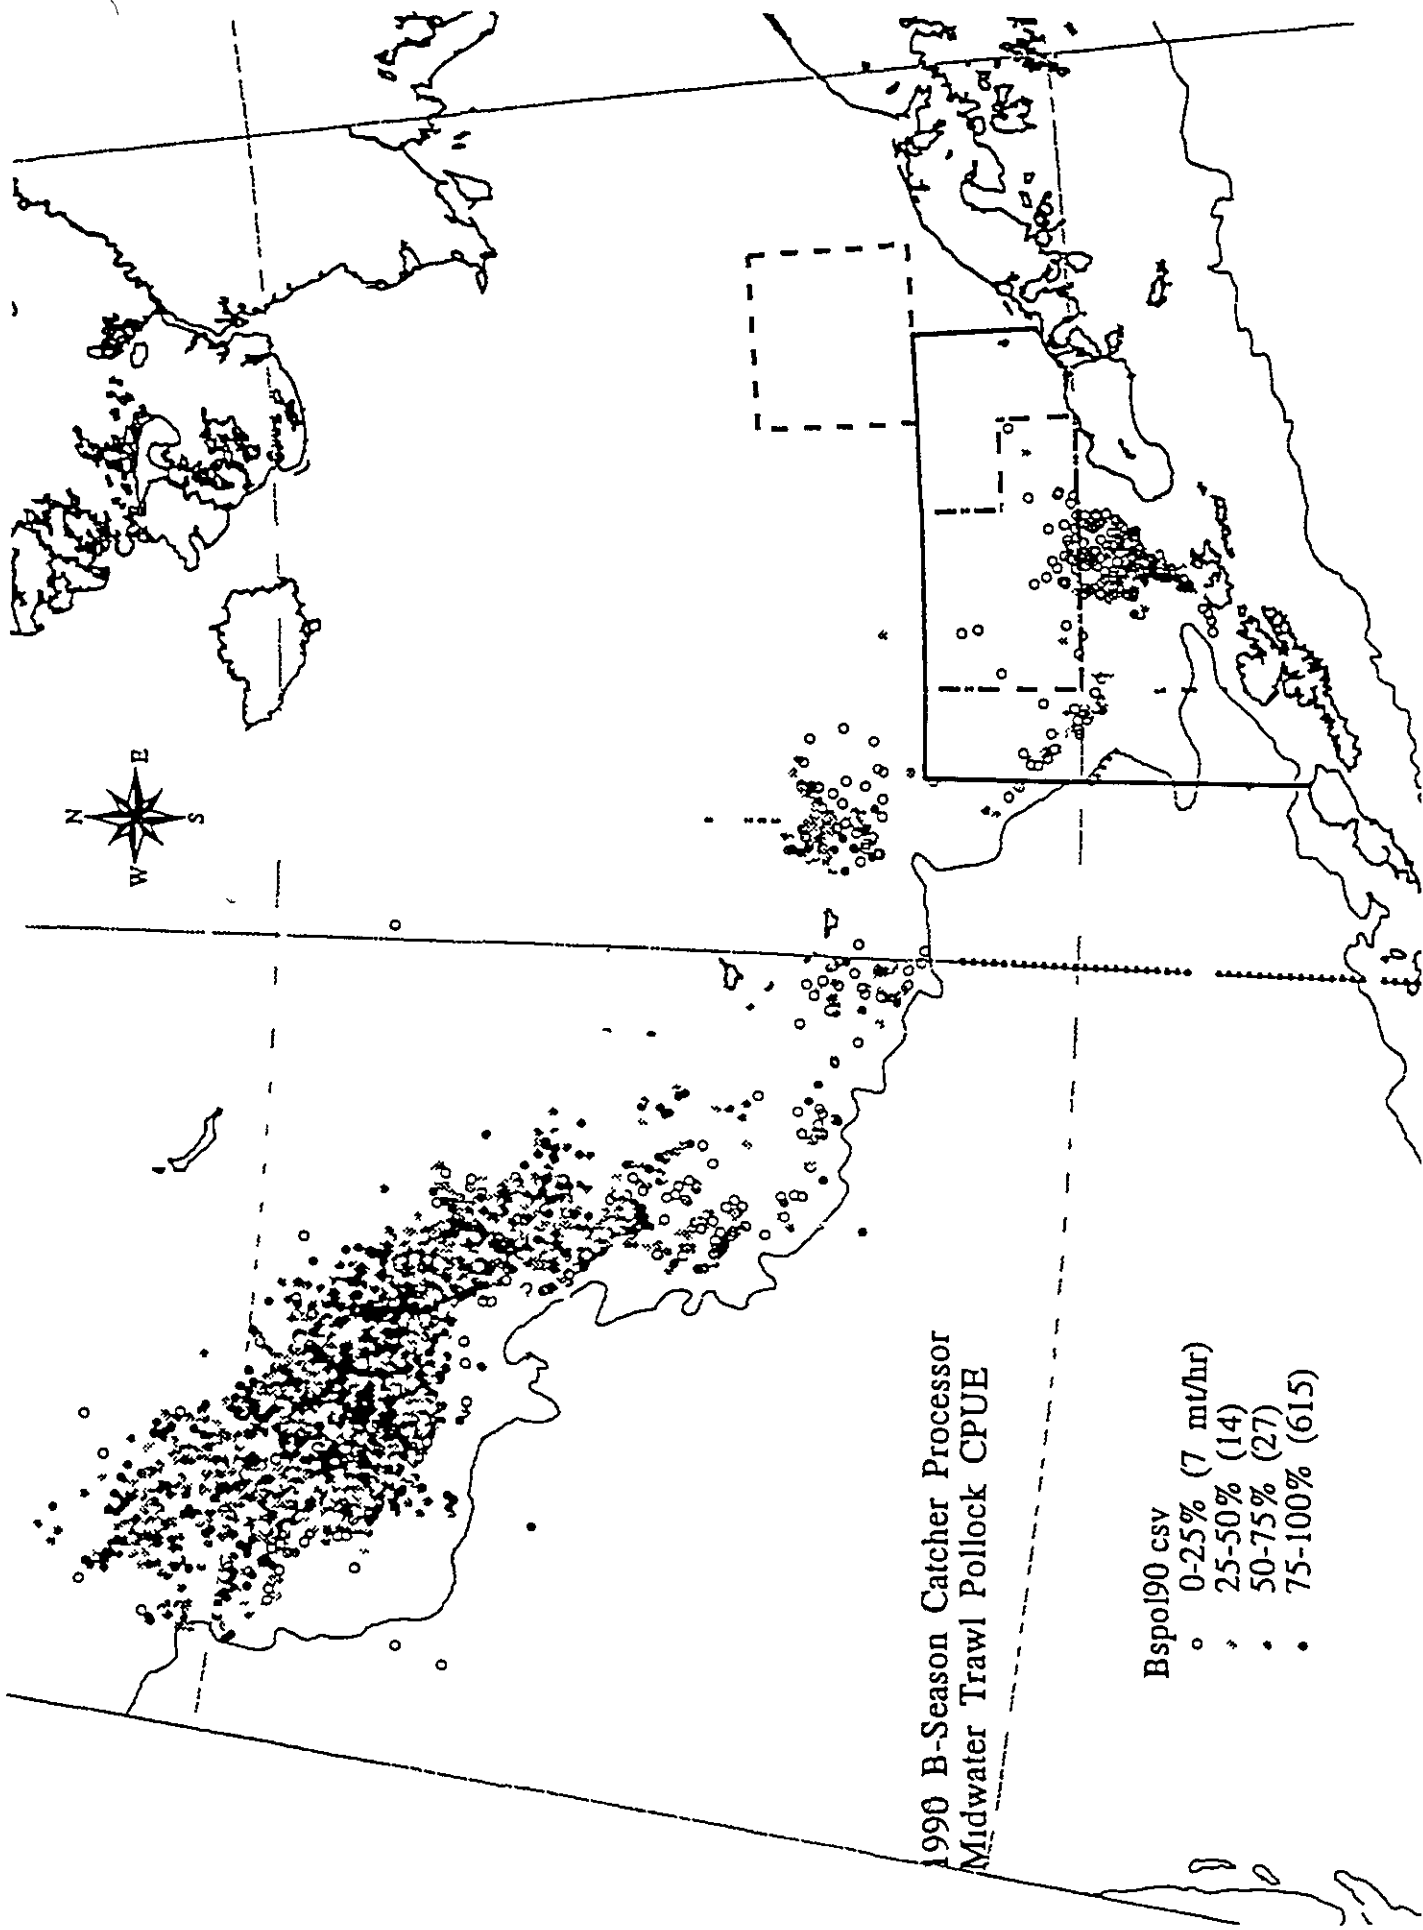 N
W E
S
1990 B-Season Catcher Processor
Midwater Trawl Pollock CPUE
Bspol90 csv
0-25% (7 mt/hr)
25-50% (14)
50-75% (27)
75-100% (615)